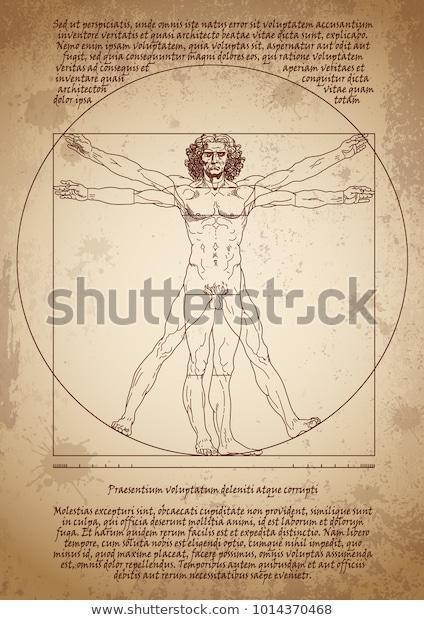 Sed ut perspiciatis, unde omnis iste natus error sit voluptatem accusantium
inventore veritatis et quasi architecto beatae vitae dicta sunt, explicabo.
Nemo enim ipsam voluptatem, quia voluptas sit, aspernatur aut odit aut
fugit, sed quia consequuntur magni dolores eos, qui ratione voluptatem
veritas ad consequis et aperiam veritaes et
inventare quasi conquitur dicta
architecton vitae quam
dolor ipsa totam
shutterstock
Praesentium voluptatum deleniti atque corrupti
Molestias excepturi sint, obcaecati cupiditate non provident, similique sunt
in culpa, qui officia deserunt mollitia animi, id est laborum et dolorum
fuga. Et harum quidem rerum facilis est et expedita distinctio. Nam libero
tempore, cum soluta nobis est eligendi optio, cumque nihil impedit, quo
minus id, quod maxime placeat, facere possimus, omnis voluptas assumenda
est, omnis dolor repellendus. Temporibus autem quibusdam et aut officiis
debitis aut rerum necessitatibus saepe eveniet.
shutterstock.com • 1014370468